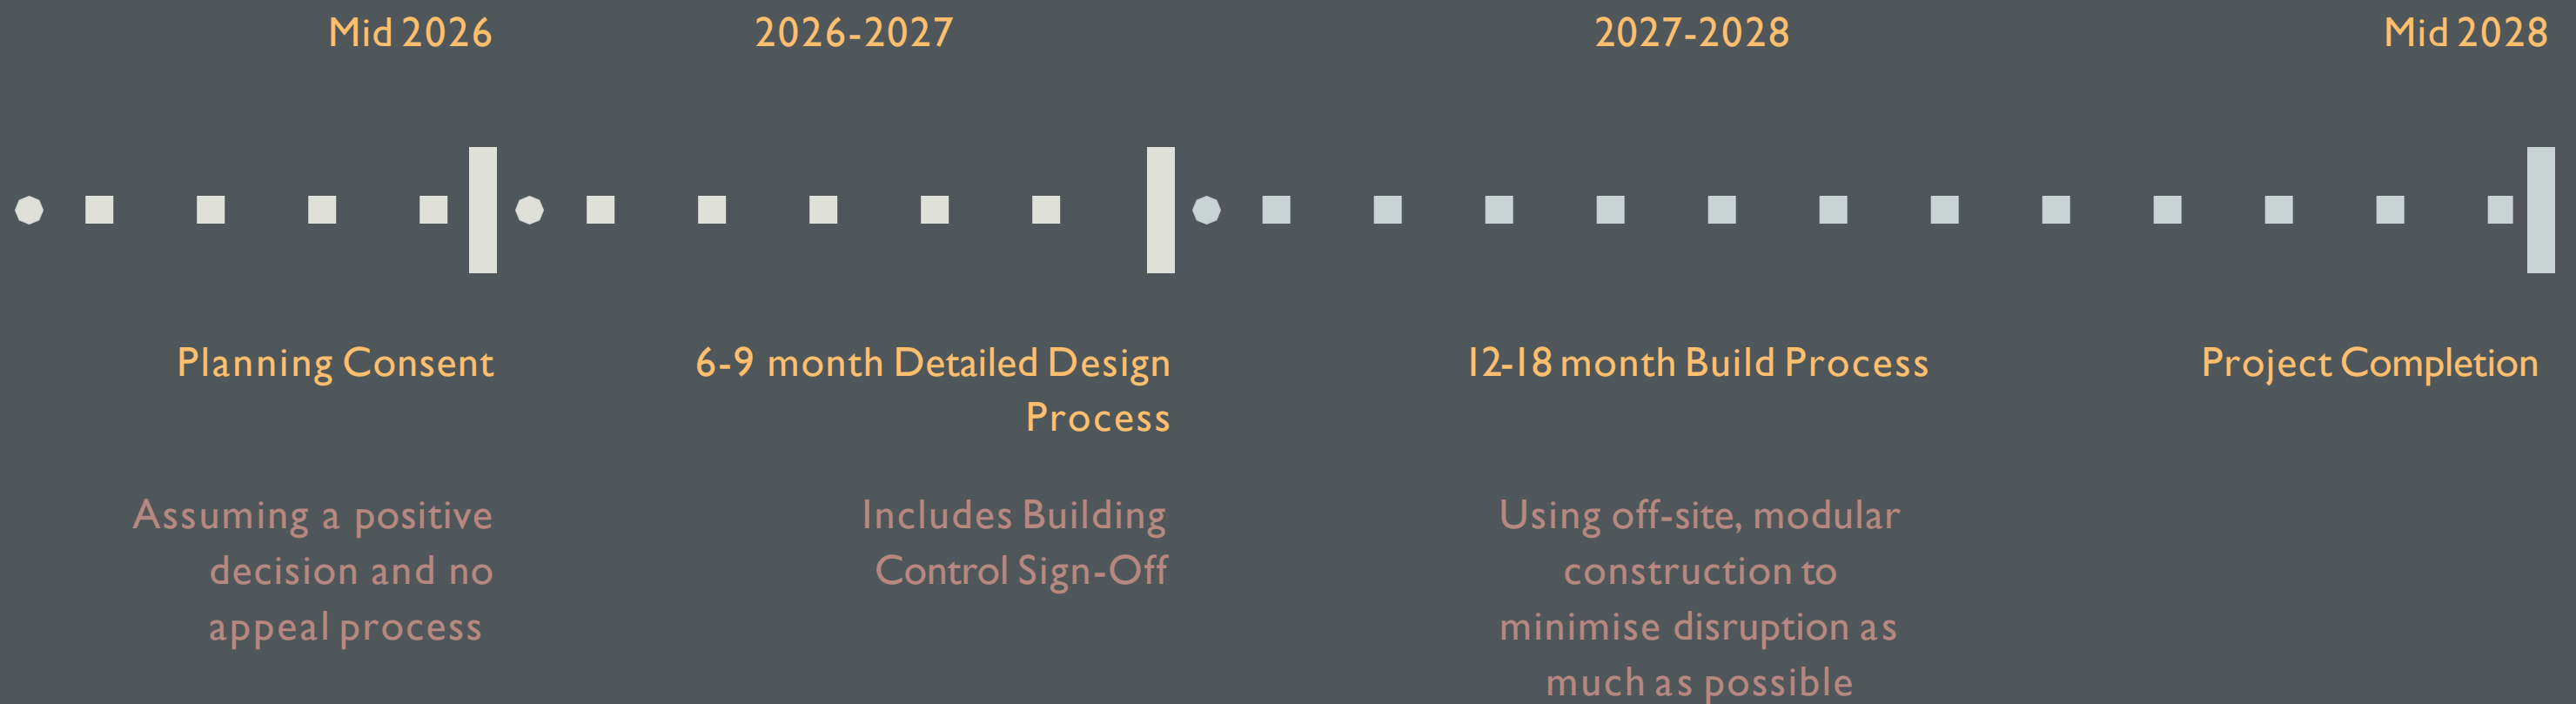 Mid 2026
2026-2027
2027-2028
Mid 2028
Planning Consent
6-9 month Detailed Design
Process
12-18 month Build Process
Project Completion
Assuming a positive
decision and no
appeal process
Includes Building
Control Sign-Off
Using off-site, modular
construction to
minimise disruption as
much as possible